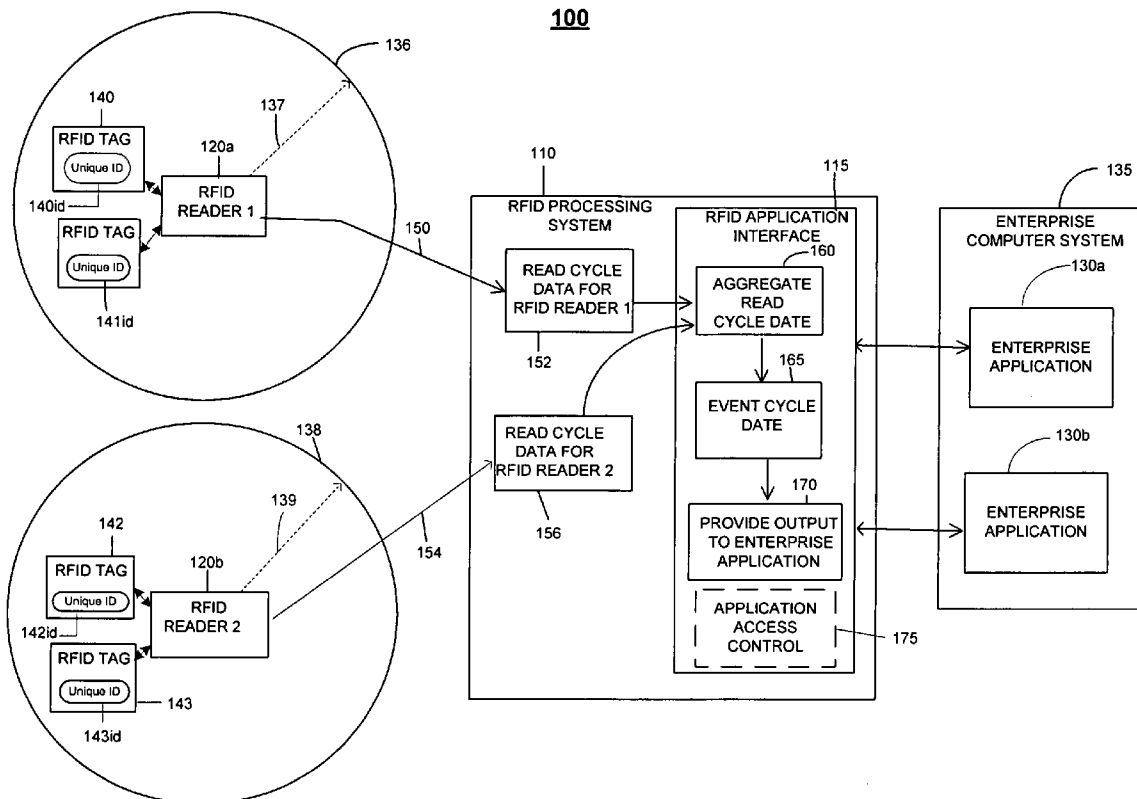 100
136
137
140
RFID TAG
Unique ID
140id
120a
RFID
READER 1
RFID TAG
Unique ID
141id
150
110
RFID PROCESSING
SYSTEM
READ CYCLE
DATA FOR
RFID READER 1
152
READ CYCLE
DATA FOR
RFID READER 2
156
115
RFID APPLICATION
INTERFACE
160
AGGREGATE
READ
CYCLE DATE
165
EVENT CYCLE
DATE
170
PROVIDE OUTPUT
TO ENTERPRISE
APPLICATION
APPLICATION
ACCESS
CONTROL
175
135
ENTERPRISE
COMPUTER SYSTEM
130a
ENTERPRISE
APPLICATION
130b
ENTERPRISE
APPLICATION
138
139
154
142
RFID TAG
Unique ID
142id
120b
RFID
READER 2
RFID TAG
Unique ID
143
143id